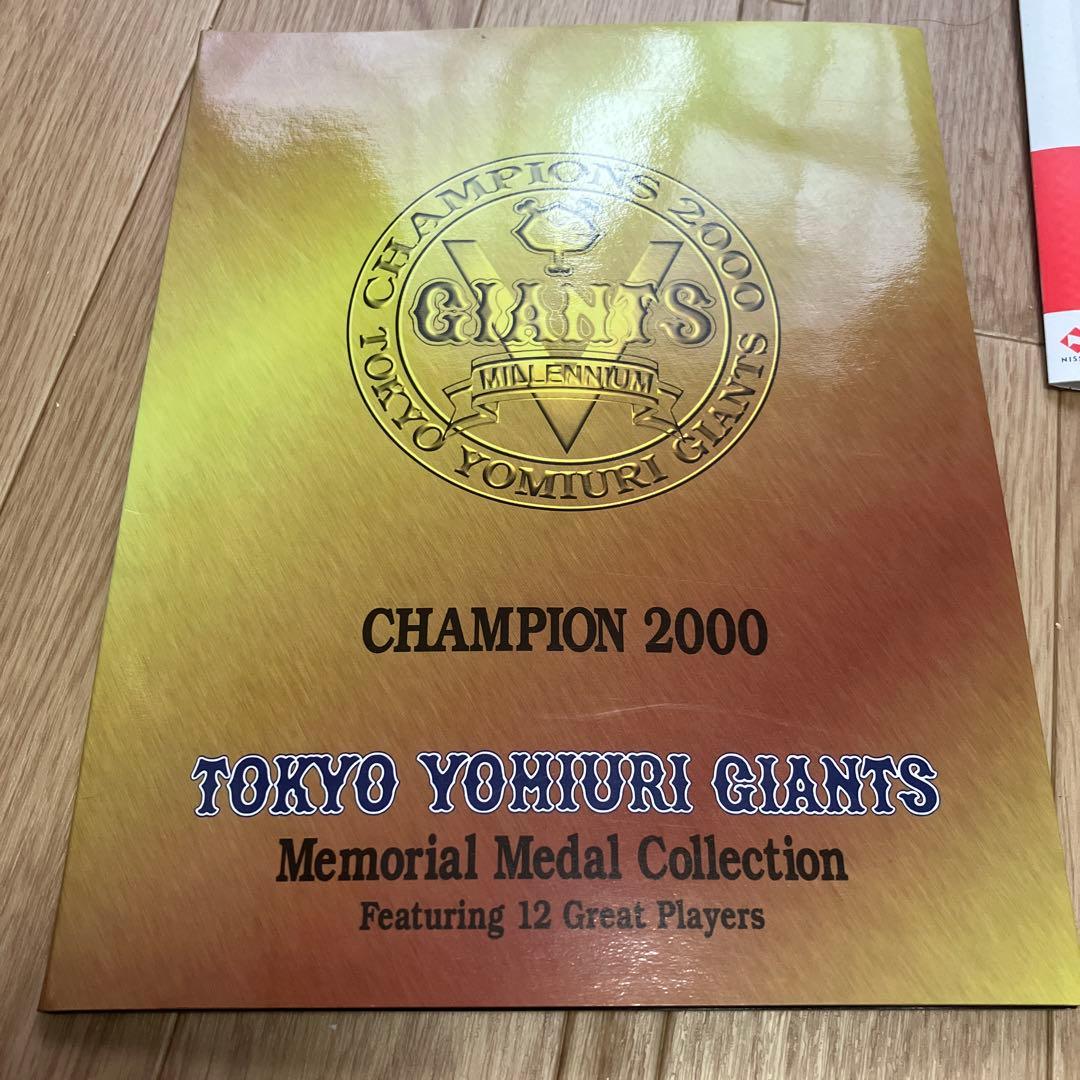 CHAMPIONS 2000
GIANTS
MILLENNIUM
TOKYO YOMIURI GIANTS
CHAMPION 2000
TOKYO YOMIURI GIANTS
Memorial Medal Collection
Featuring 12 Great Players
NISS